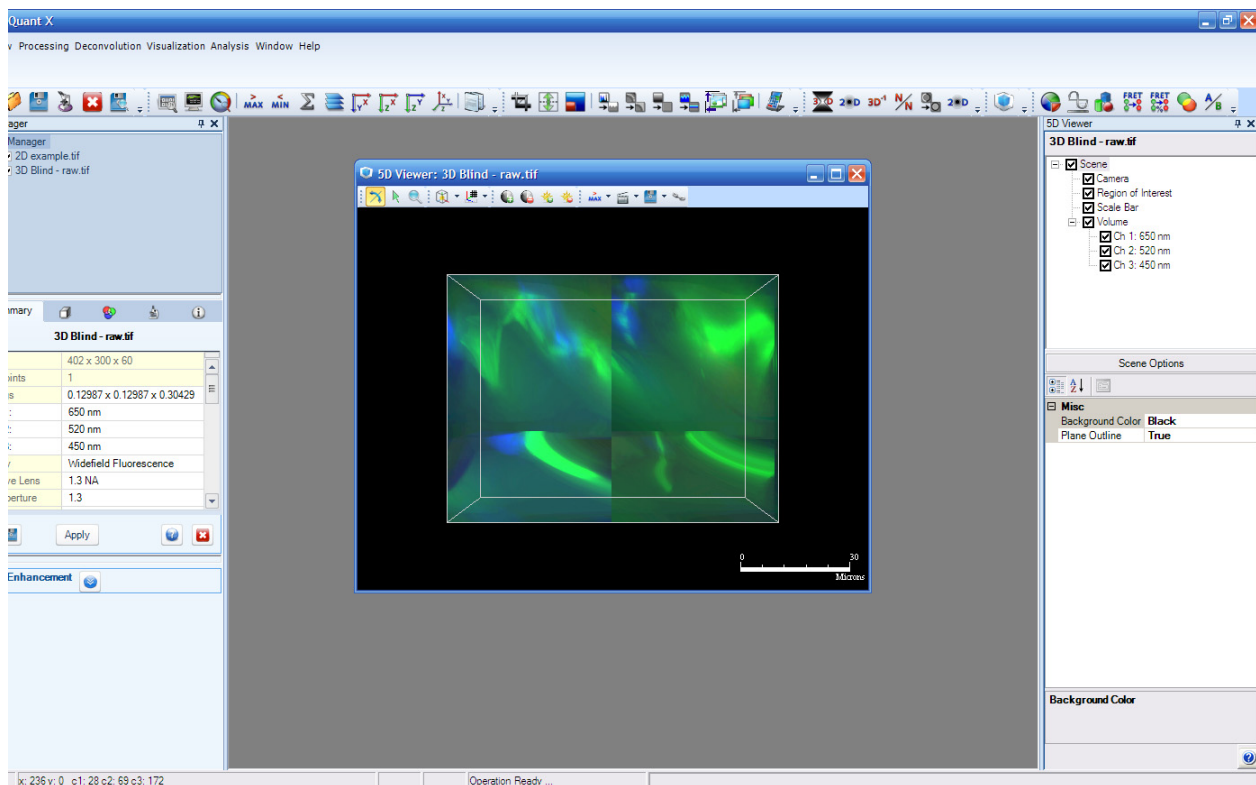 Quant X
Processing Deconvolution Visualization Analysis Window Help
MAX MIN
2D 3D-1 N/N 2D
FRET FRET A/B
ager
Manager
2D example.tif
3D Blind - raw.tif
mmary
3D Blind - raw.tif
402 x 300 x 60
oints 1
s 0.12987 x 0.12987 x 0.30429
: 650 nm
2: 520 nm
3: 450 nm
y Widefield Fluorescence
ve Lens 1.3 NA
perture 1.3
Apply
Enhancement
x: 236 y: 0 c1: 28 c2: 69 c3: 172
Operation Ready ...
5D Viewer: 3D Blind - raw.tif
MAX
0 30
Microns
5D Viewer
3D Blind - raw.tif
Scene
Camera
Region of Interest
Scale Bar
Volume
Ch 1: 650 nm
Ch 2: 520 nm
Ch 3: 450 nm
Scene Options
Misc
Background Color Black
Plane Outline True
Background Color